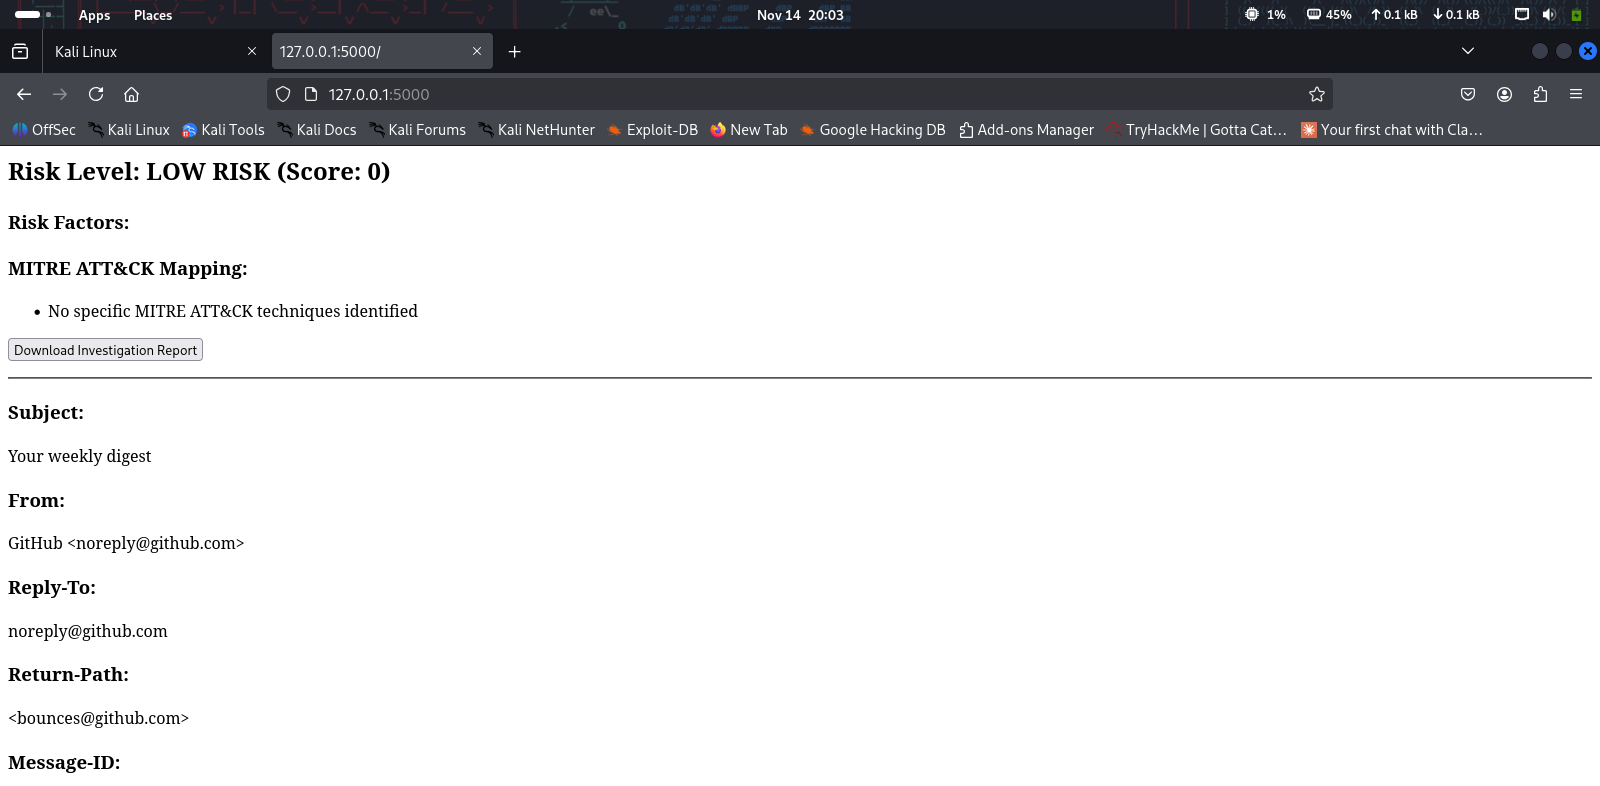 Apps Places Nov 14 20:03 1% 45% 0.1 kB 0.1 kB
Kali Linux 127.0.0.1:5000/
127.0.0.1:5000
OffSec Kali Linux Kali Tools Kali Docs Kali Forums Kali NetHunter Exploit-DB New Tab Google Hacking DB Add-ons Manager TryHackMe | Gotta Cat… Your first chat with Cla…
Risk Level: LOW RISK (Score: 0)
Risk Factors:
MITRE ATT&CK Mapping:
• No specific MITRE ATT&CK techniques identified
Download Investigation Report
Subject:
Your weekly digest
From:
GitHub <noreply@github.com>
Reply-To:
noreply@github.com
Return-Path:
<bounces@github.com>
Message-ID: